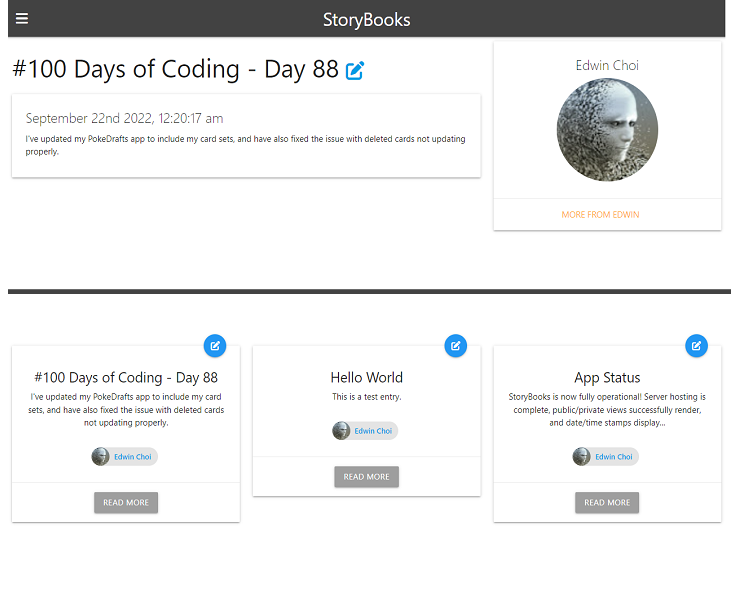 StoryBooks
#100 Days of Coding - Day 88
September 22nd 2022, 12:20:17 am
I've updated my PokeDrafts app to include my card sets, and have also fixed the issue with deleted cards not updating
properly.
Edwin Choi
MORE FROM EDWIN
#100 Days of Coding - Day 88
I've updated my PokeDrafts app to include my card
sets, and have also fixed the issue with deleted cards
not updating properly.
Edwin Choi
READ MORE
Hello World
This is a test entry.
Edwin Choi
READ MORE
App Status
StoryBooks is now fully operational! Server hosting is
complete, public/private views successfully render,
and date/time stamps display...
Edwin Choi
READ MORE